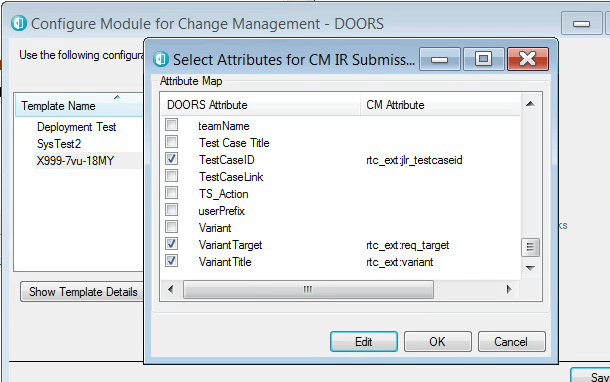 Configure Module for Change Management - DOORS
Use the following configura
Template Name
Deployment Test
SysTest2
X999-7vu-18MY
Show Template Details
Select Attributes for CM IR Submiss...
Attribute Map
DOORS Attribute CM Attribute
teamName
Test Case Title
TestCaseID rtc_ext:jlr_testcaseid
TestCaseLink
TS_Action
userPrefix
Variant
VariantTarget rtc_ext:req_target
VariantTitle rtc_ext:variant
Edit OK Cancel
ks
Sav